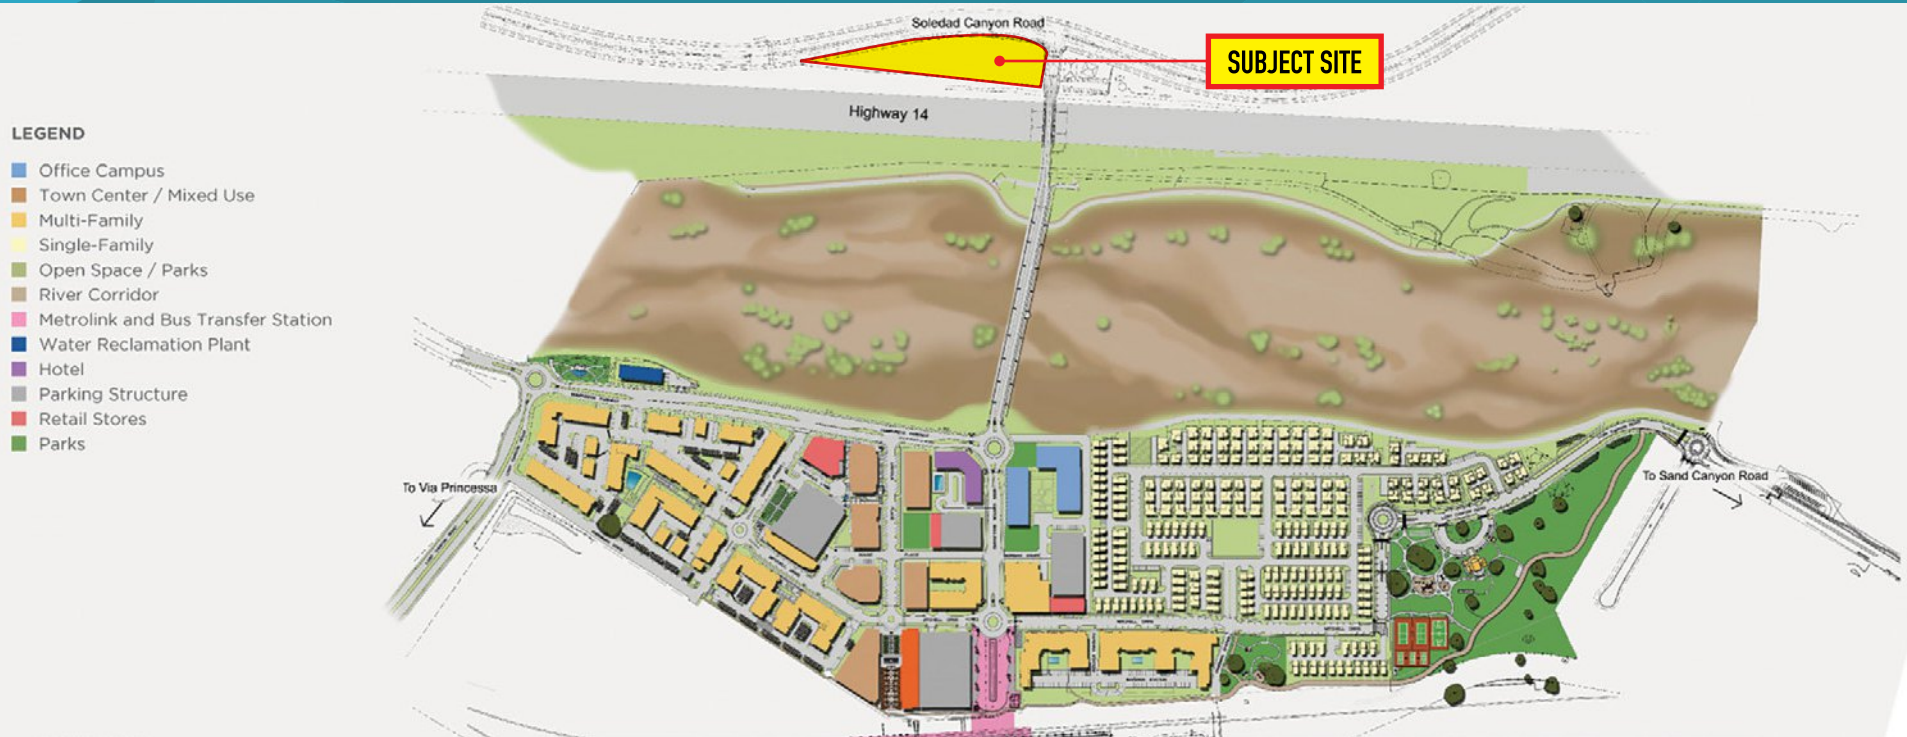 Soledad Canyon Road
SUBJECT SITE
Highway 14
LEGEND
Office Campus
Town Center / Mixed Use
Multi-Family
Single-Family
Open Space / Parks
River Corridor
Metrolink and Bus Transfer Station
Water Reclamation Plant
Hotel
Parking Structure
Retail Stores
Parks
To Via Princessa
To Sand Canyon Road